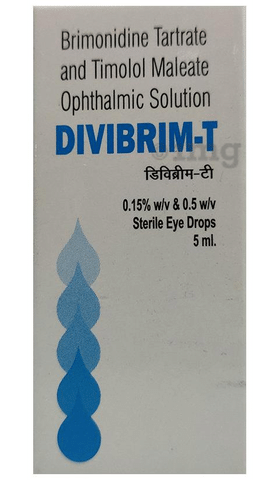 Brimonidine Tartrate
and Timolol Maleate
Ophthalmic Solution
DIVIBRIM-T
डिविब्रीम-टी
0.15% w/v & 0.5 w/v
Sterile Eye Drops
5 ml.